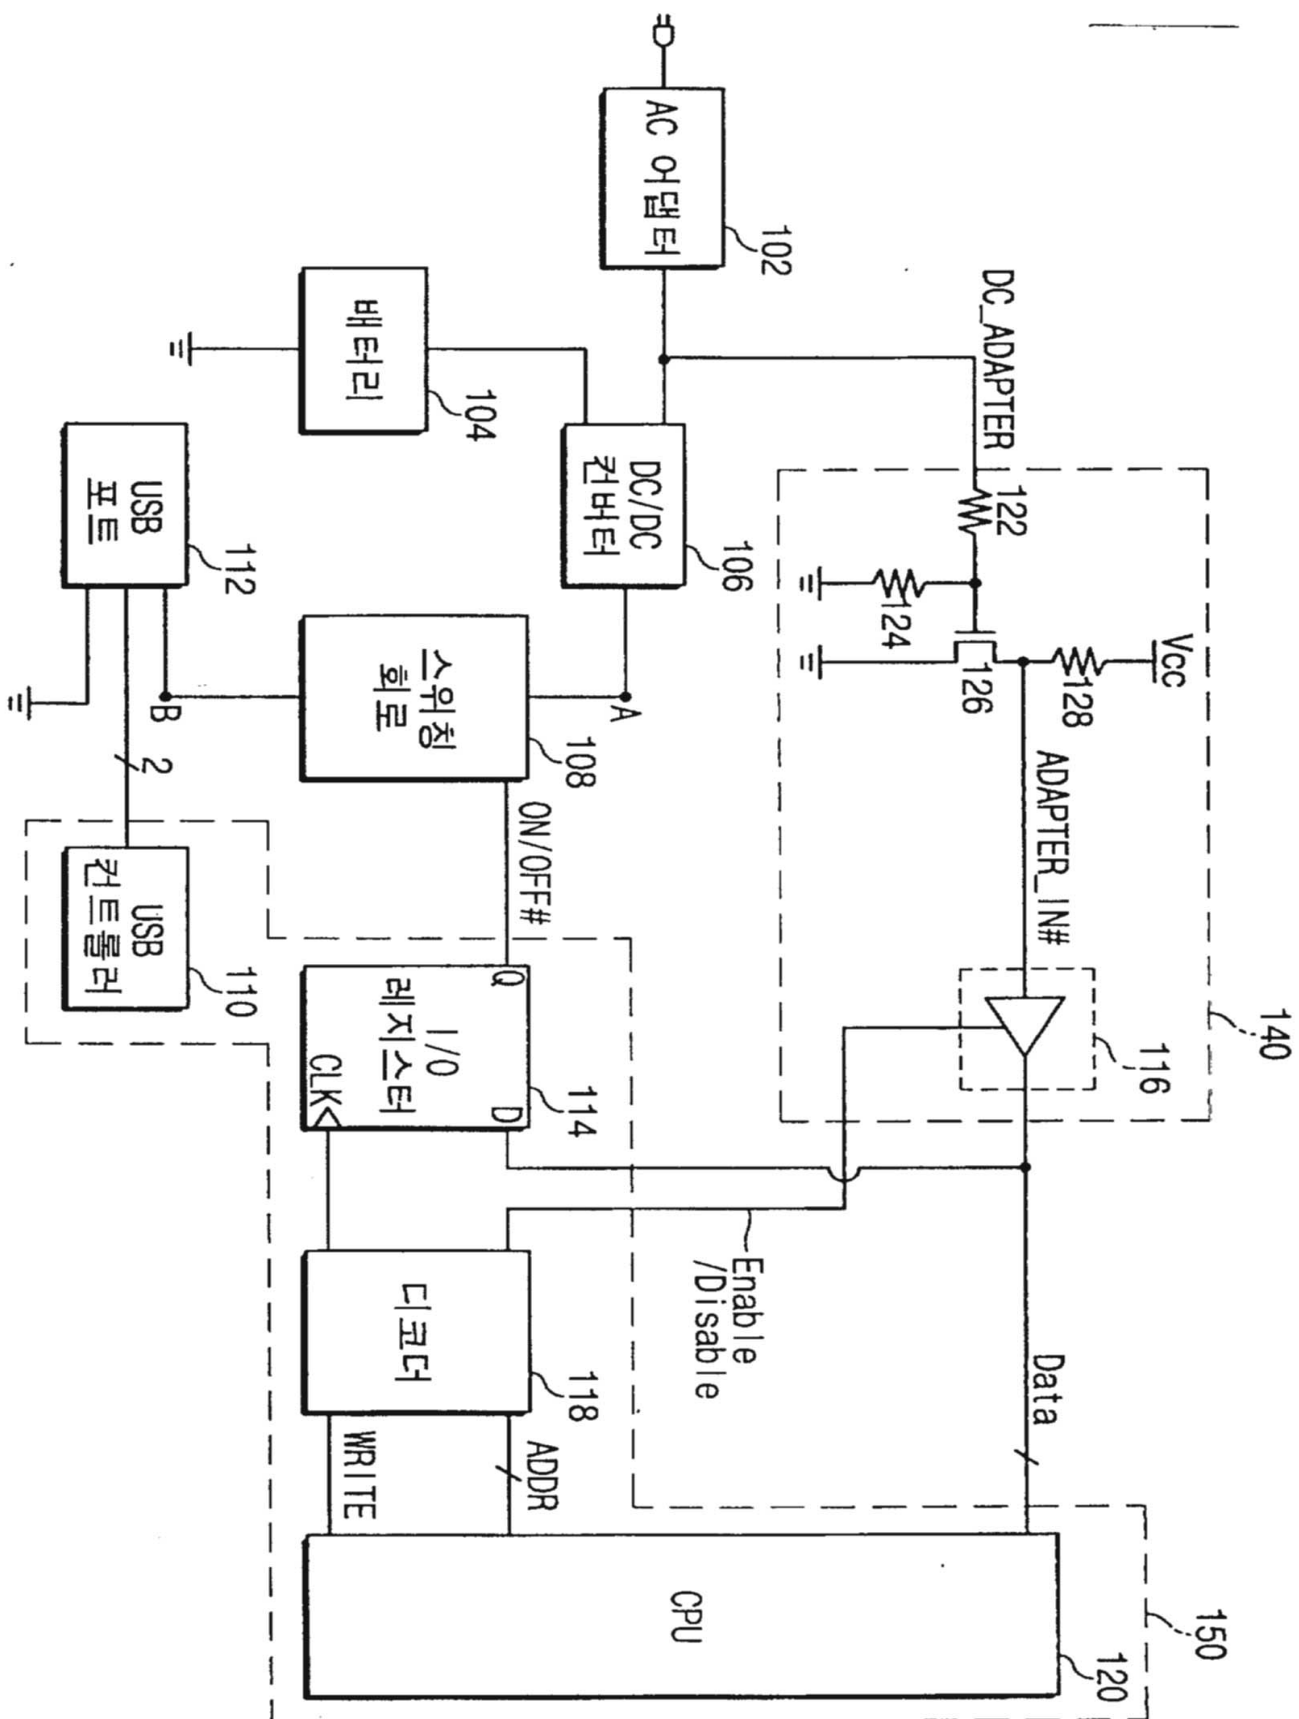 140
150
Vcc
116
120
128
ADAPTER_IN#
Data
DC_ADAPTER
122
126
124
102
AC 어댑터
106
DC/DC
컨버터
Enable
/Disable
CPU
A
108
114
118
ON/OFF#
ADDR
Q
D
104
스위칭
회로
I/O
레지스터
디코더
배터리
WRITE
CLK
112
110
B
2
USB
포트
USB
컨트롤러